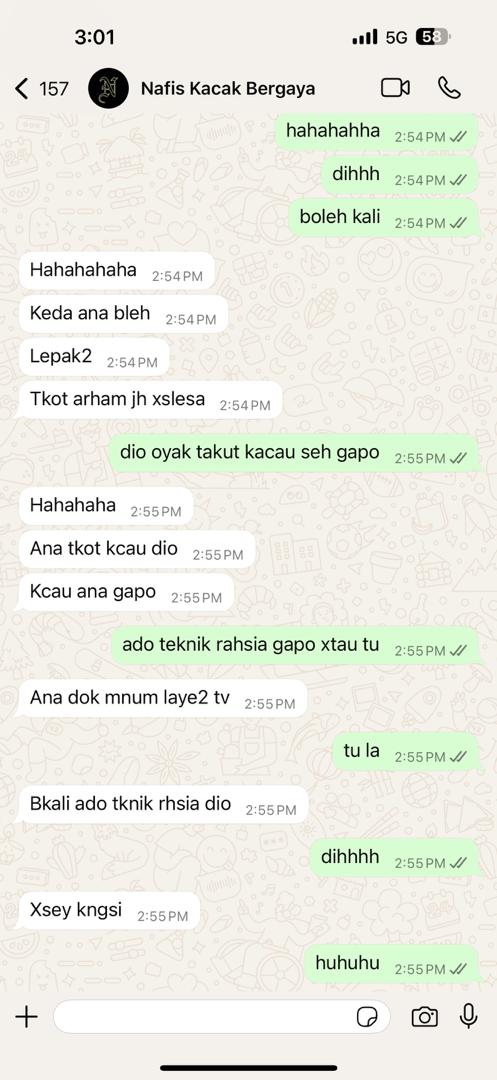 3:01
5G
58
157
Nafis Kacak Bergaya
hahahahha 2:54 PM
dihhh 2:54 PM
boleh kali 2:54 PM
Hahahahaha 2:54 PM
Keda ana bleh 2:54 PM
Lepak2 2:54 PM
Tkot arham jh xslesa 2:54 PM
dio oyak takut kacau seh gapo 2:55 PM
Hahahaha 2:55 PM
Ana tkot kcau dio 2:55 PM
Kcau ana gapo 2:55 PM
ado teknik rahsia gapo xtau tu 2:55 PM
Ana dok mnum laye2 tv 2:55 PM
tu la 2:55 PM
Bkali ado tknik rhsia dio 2:55 PM
dihhhh 2:55 PM
Xsey kngsi 2:55 PM
huhuhu 2:55 PM